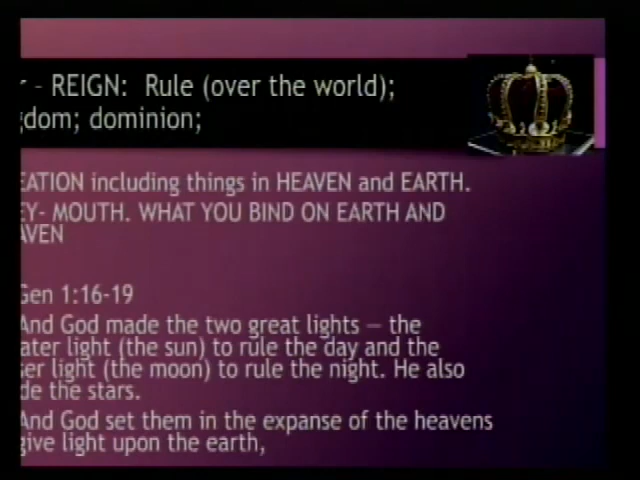 - REIGN: Rule (over the world);
gdom; dominion;
EATION including things in HEAVEN and EARTH.
EY- MOUTH. WHAT YOU BIND ON EARTH AND
AVEN
Gen 1:16-19
And God made the two great lights – the
ater light (the sun) to rule the day and the
ser light (the moon) to rule the night. He also
de the stars.
And God set them in the expanse of the heavens
give light upon the earth,